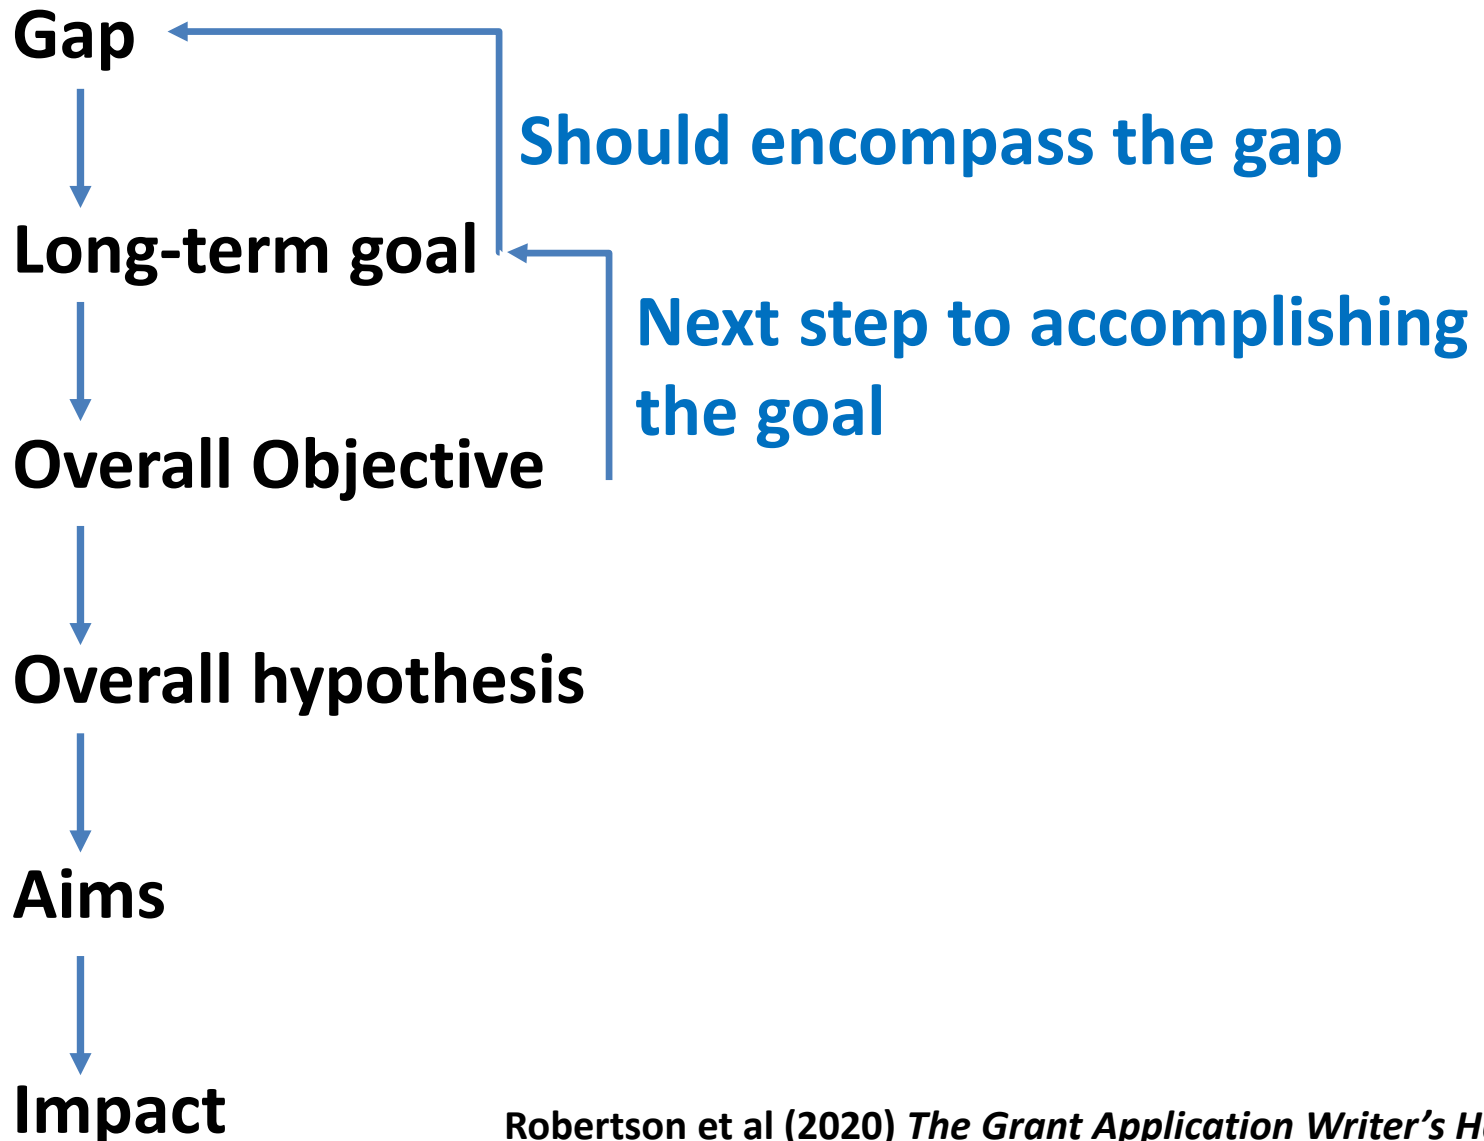 Gap
Should encompass the gap
Long-term goal
Next step to accomplishing
the goal
Overall Objective
Overall hypothesis
Aims
Impact
Robertson et al (2020) The Grant Application Writer’s